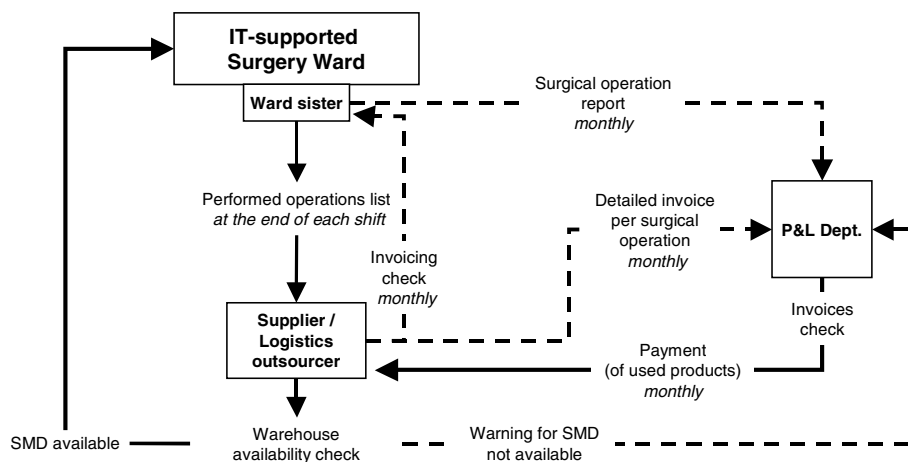 IT-supported
Surgery Ward
Ward sister
Surgical operation
report
monthly
Performed operations list
at the end of each shift
Detailed invoice
per surgical
operation
monthly
P&L Dept.
Invoicing
check
monthly
Invoices
check
Supplier /
Logistics
outsourcer
Payment
(of used products)
monthly
SMD available
Warehouse
availability check
Warning for SMD
not available